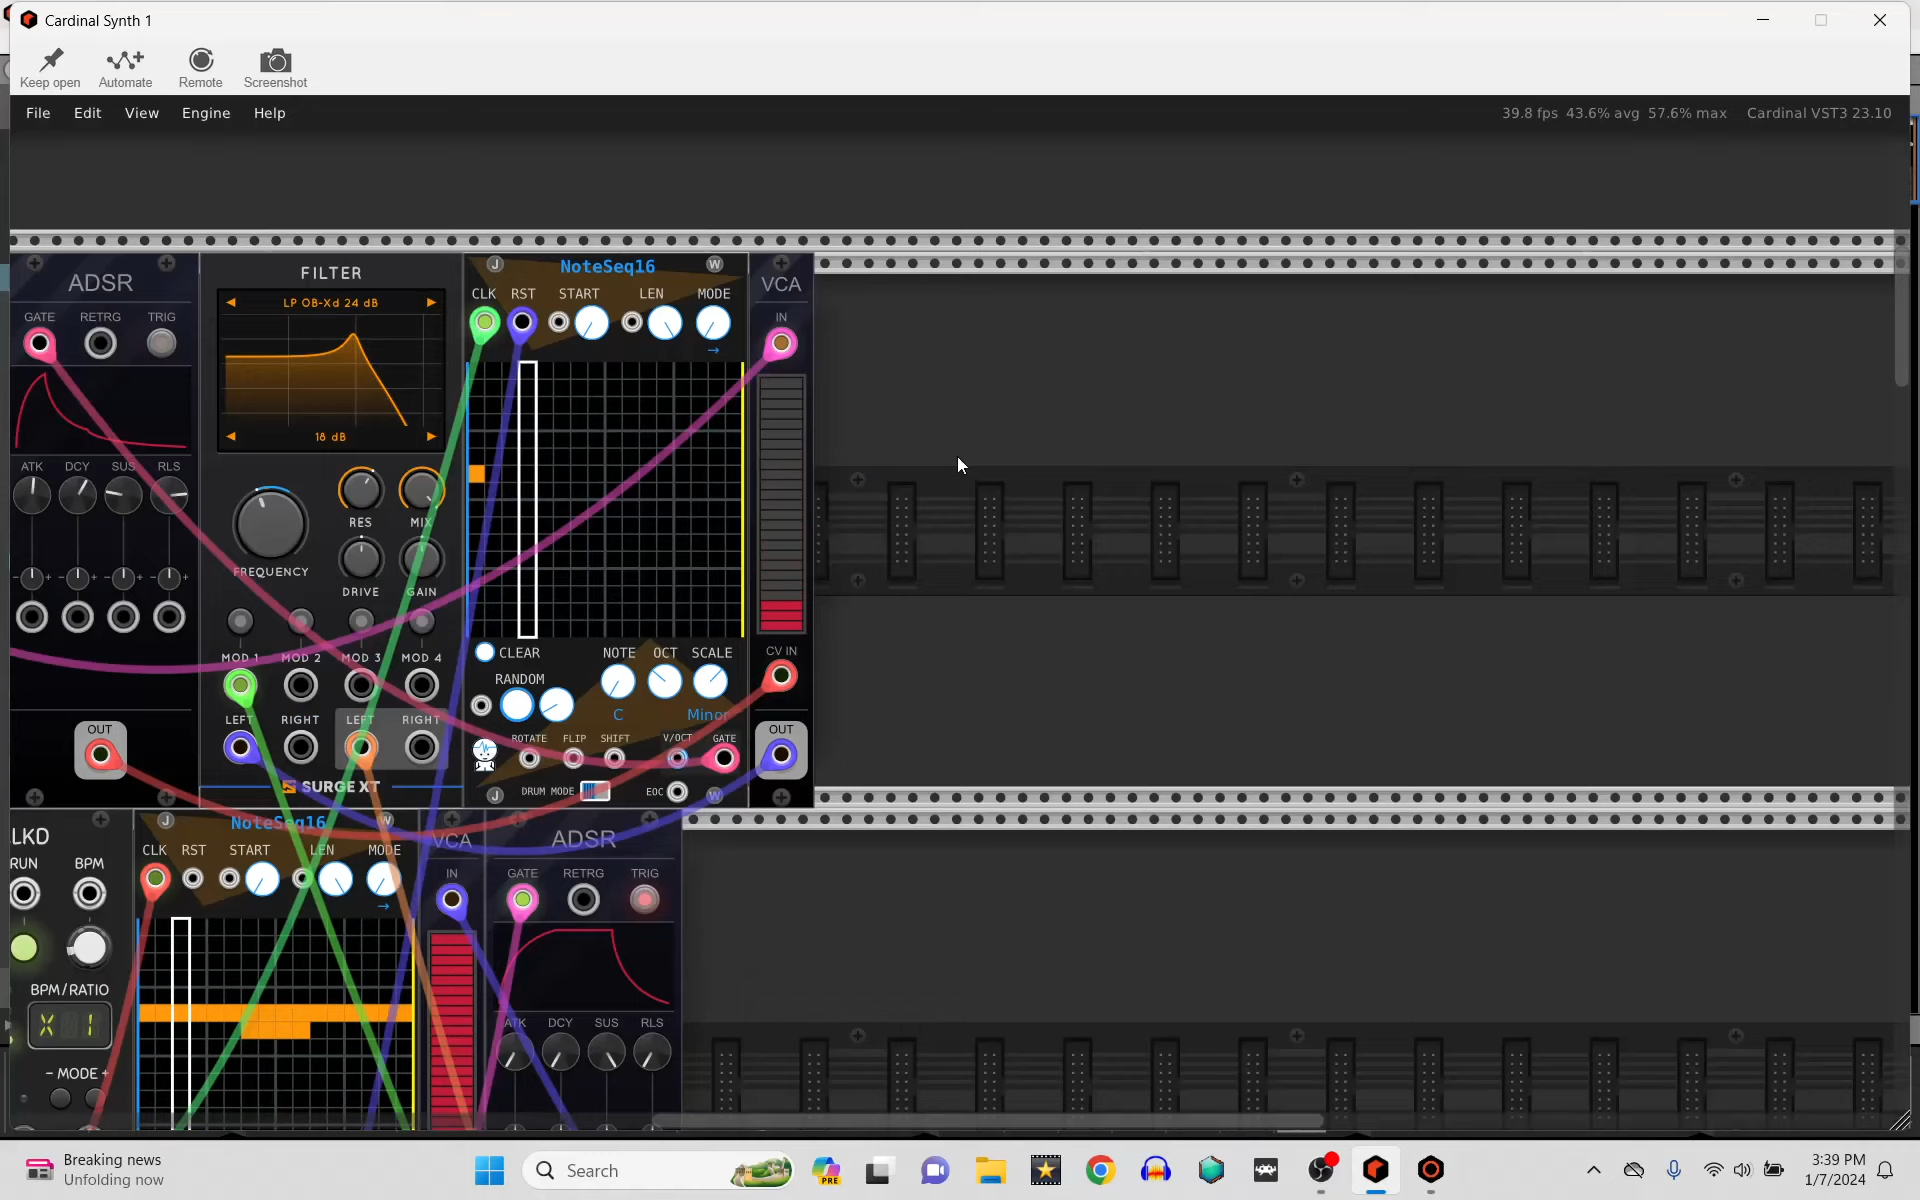 Cardinal Synth 1
Keep open Automate Remote Screenshot
File Edit View Engine Help 39.8 fps 43.6% avg 57.6% max Cardinal VST3 23.10
ADSR
GATE RETRG TRIG
ATK DCY SUS RLS
OUT
FILTER
LP OB-Xd 24 dB
18 dB
RES MIX
FREQUENCY
DRIVE GAIN
MOD 1 MOD 2 MOD 3 MOD 4
LEFT RIGHT LEFT RIGHT
SURGE XT
J NoteSeq16 W
CLK RST START LEN MODE
→
CLEAR NOTE OCT SCALE
RANDOM
C Minor
ROTATE FLIP SHIFT V/OCT GATE
J DRUM MODE EOC W
VCA
IN
CV IN
OUT
LKD
RUN BPM
BPM/RATIO
X 1
- MODE +
J NoteSeq16 W
CLK RST START LEN MODE
→
VCA
IN
ADSR
GATE RETRG TRIG
ATK DCY SUS RLS
Breaking news
Unfolding now
Search
PRE
3:39 PM
1/7/2024